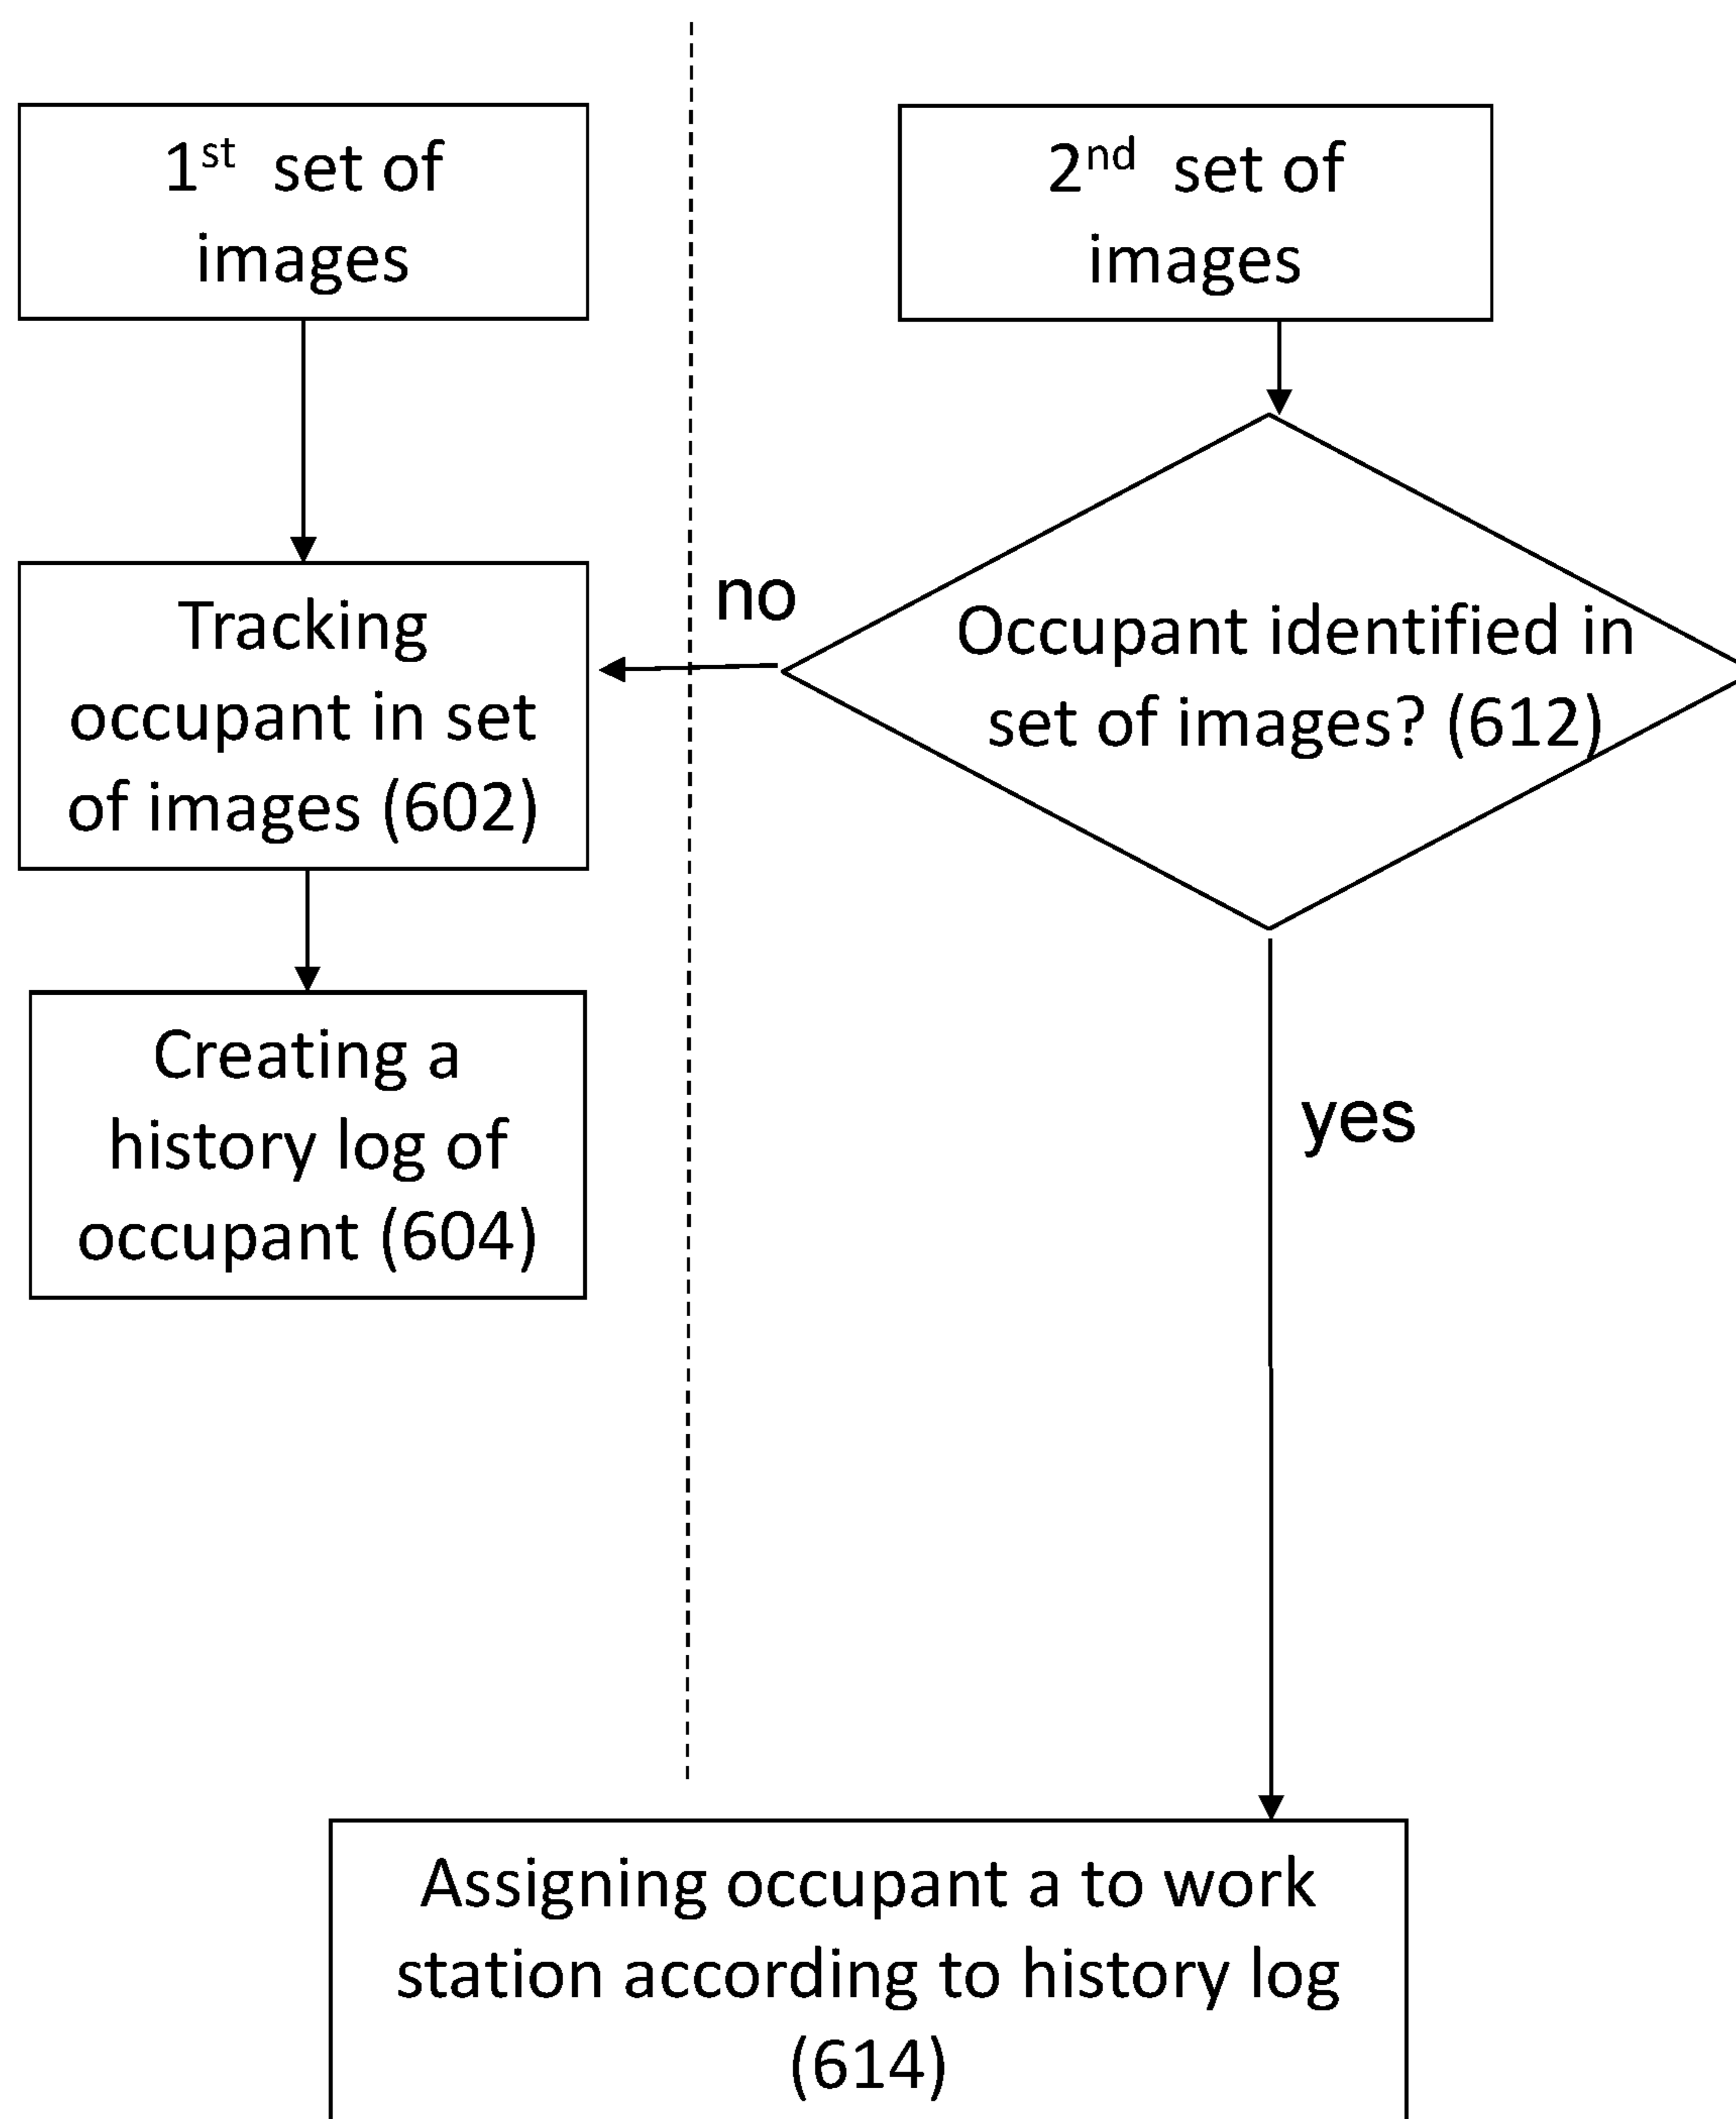 1st set of
images
2nd set of
images
Tracking
occupant in set
of images (602)
no
Occupant identified in
set of images? (612)
Creating a
history log of
occupant (604)
yes
Assigning occupant a to work
station according to history log
(614)